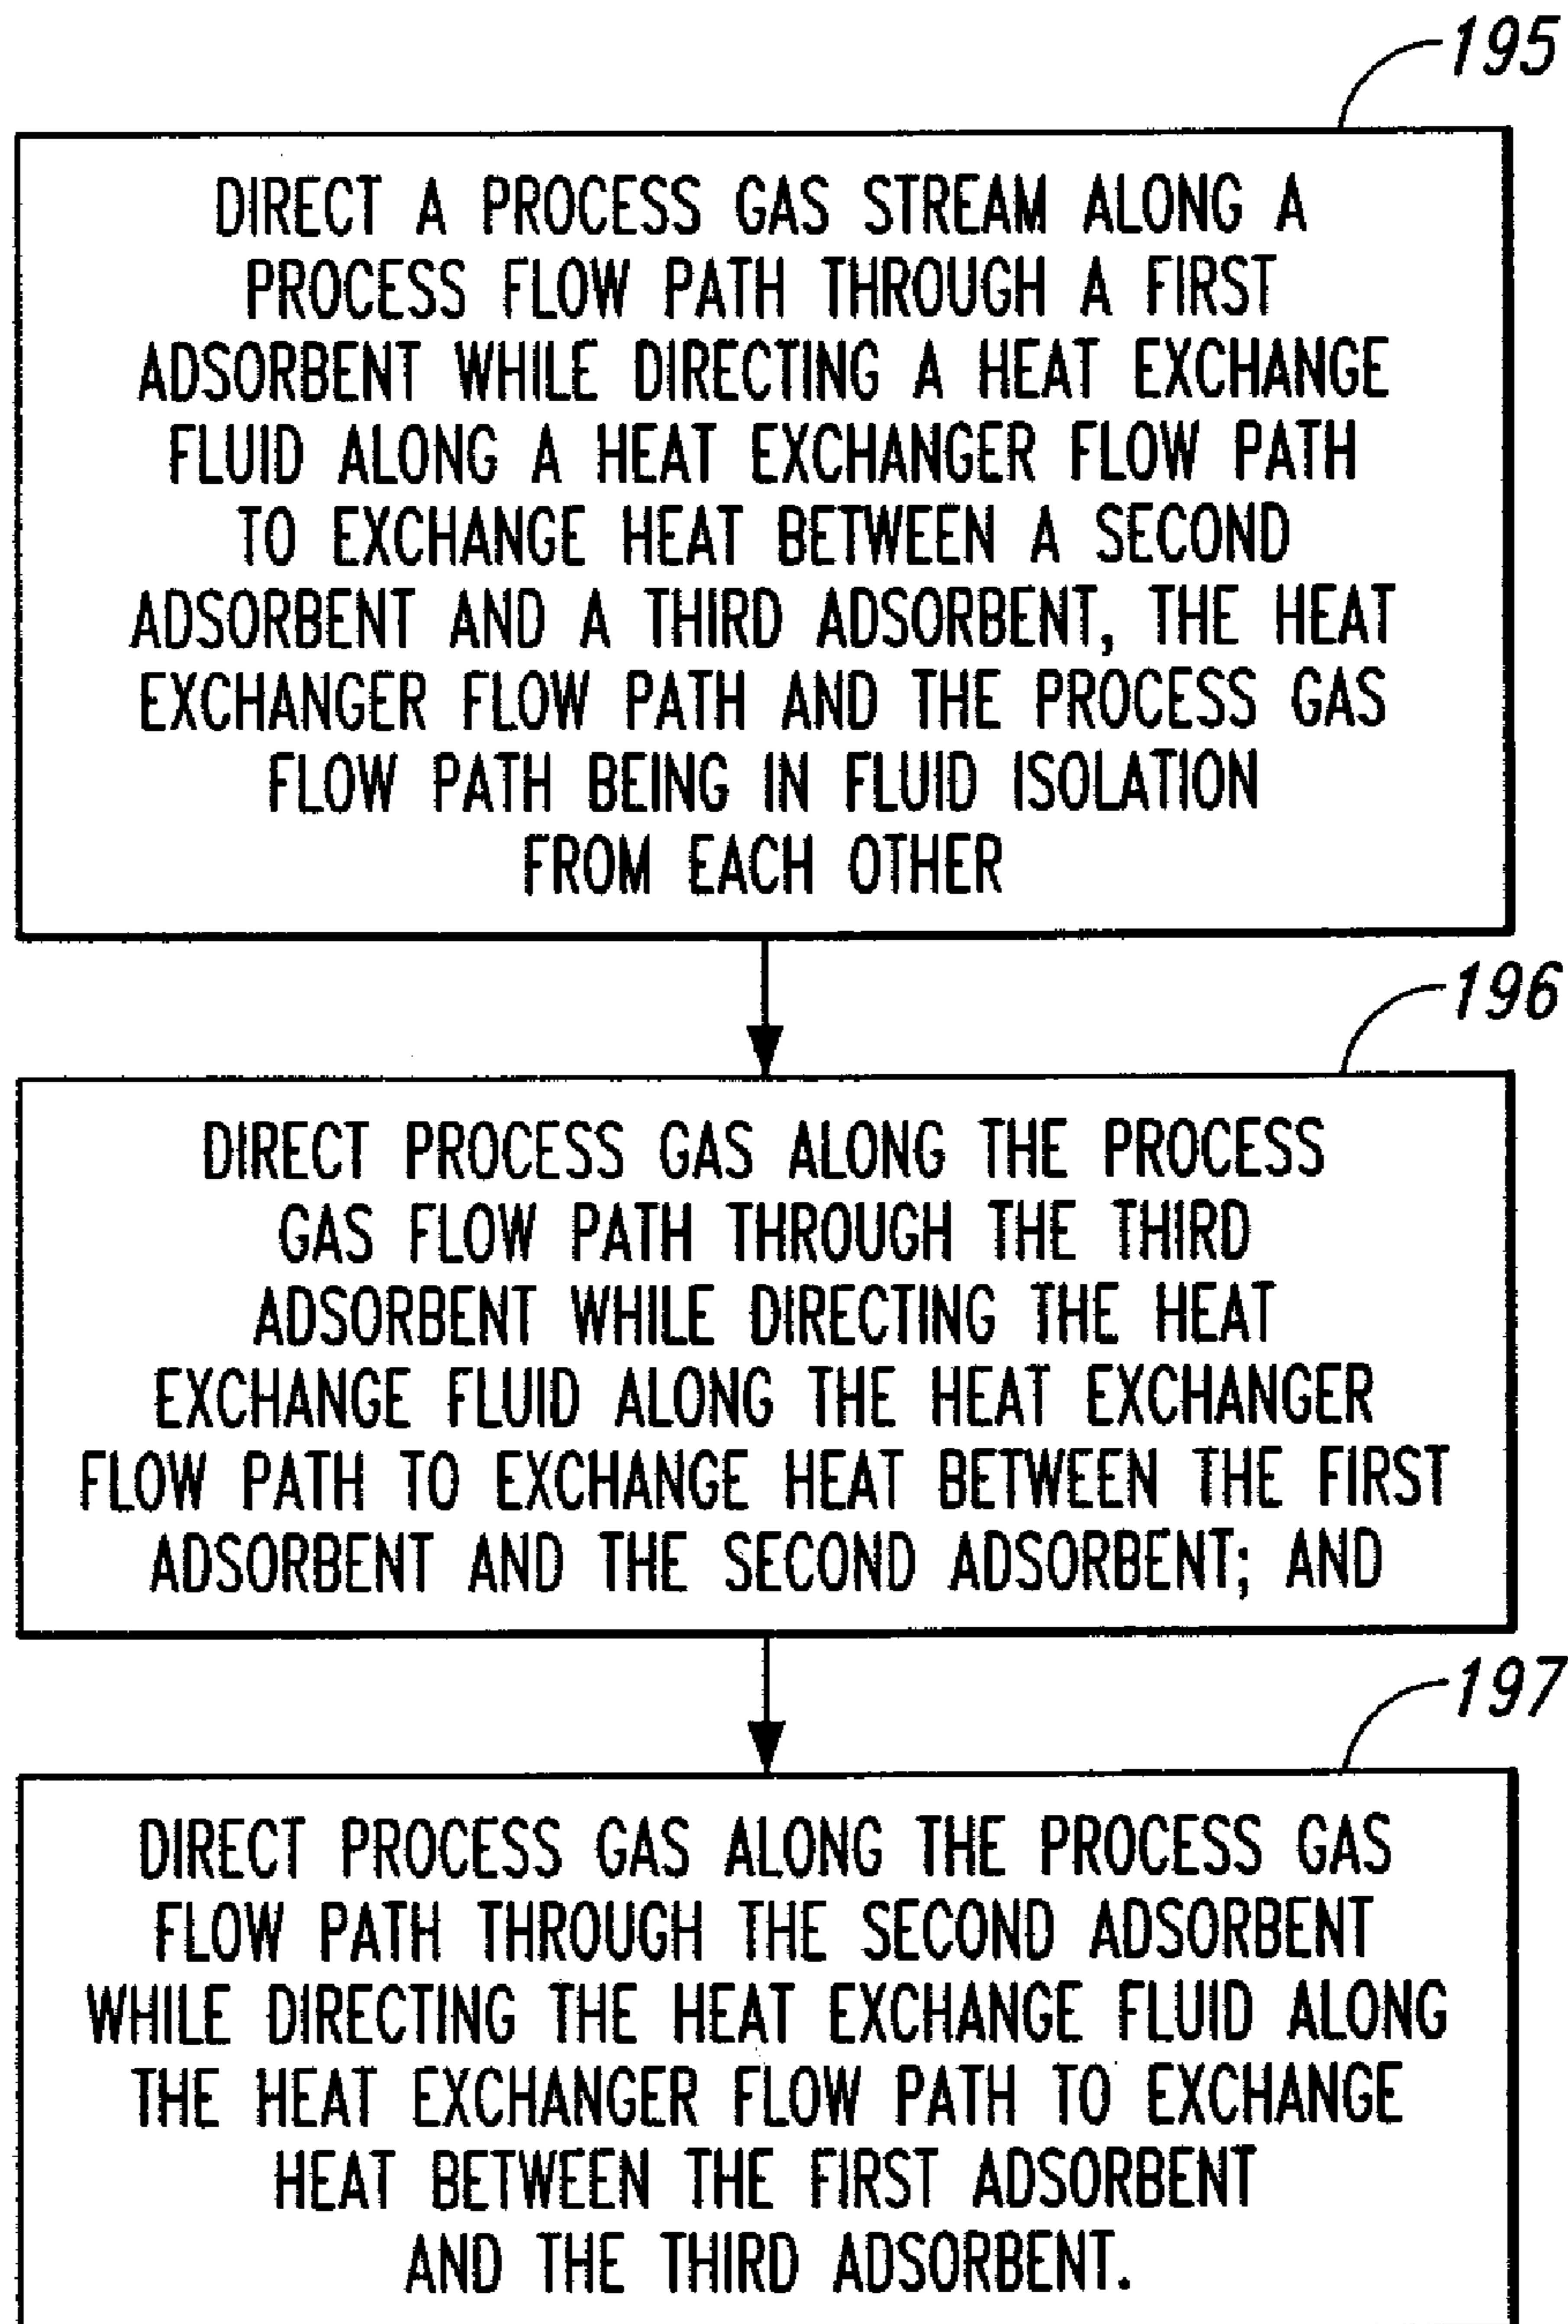 195
DIRECT A PROCESS GAS STREAM ALONG A
PROCESS FLOW PATH THROUGH A FIRST
ADSORBENT WHILE DIRECTING A HEAT EXCHANGE
FLUID ALONG A HEAT EXCHANGER FLOW PATH
TO EXCHANGE HEAT BETWEEN A SECOND
ADSORBENT AND A THIRD ADSORBENT, THE HEAT
EXCHANGER FLOW PATH AND THE PROCESS GAS
FLOW PATH BEING IN FLUID ISOLATION
FROM EACH OTHER
196
DIRECT PROCESS GAS ALONG THE PROCESS
GAS FLOW PATH THROUGH THE THIRD
ADSORBENT WHILE DIRECTING THE HEAT
EXCHANGE FLUID ALONG THE HEAT EXCHANGER
FLOW PATH TO EXCHANGE HEAT BETWEEN THE FIRST
ADSORBENT AND THE SECOND ADSORBENT; AND
197
DIRECT PROCESS GAS ALONG THE PROCESS GAS
FLOW PATH THROUGH THE SECOND ADSORBENT
WHILE DIRECTING THE HEAT EXCHANGE FLUID ALONG
THE HEAT EXCHANGER FLOW PATH TO EXCHANGE
HEAT BETWEEN THE FIRST ADSORBENT
AND THE THIRD ADSORBENT.